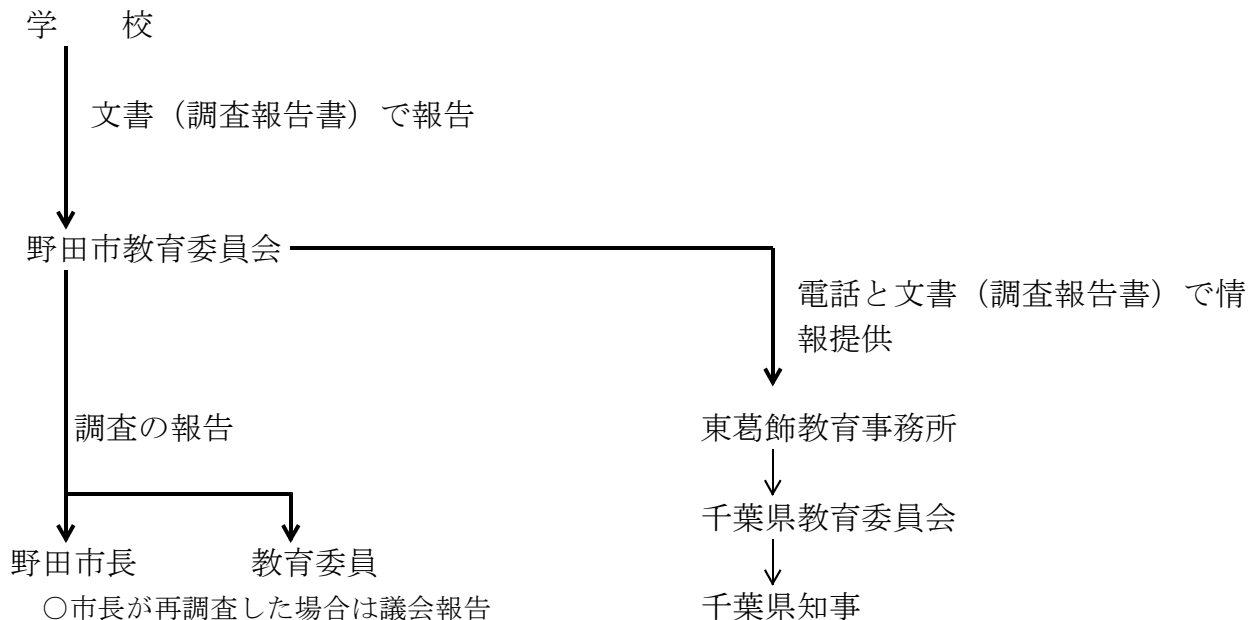 学　　校
文書（調査報告書）で報告
野田市教育委員会
電話と文書（調査報告書）で情
報提供
調査の報告
東葛飾教育事務所
千葉県教育委員会
野田市長
教育委員
○市長が再調査した場合は議会報告
千葉県知事